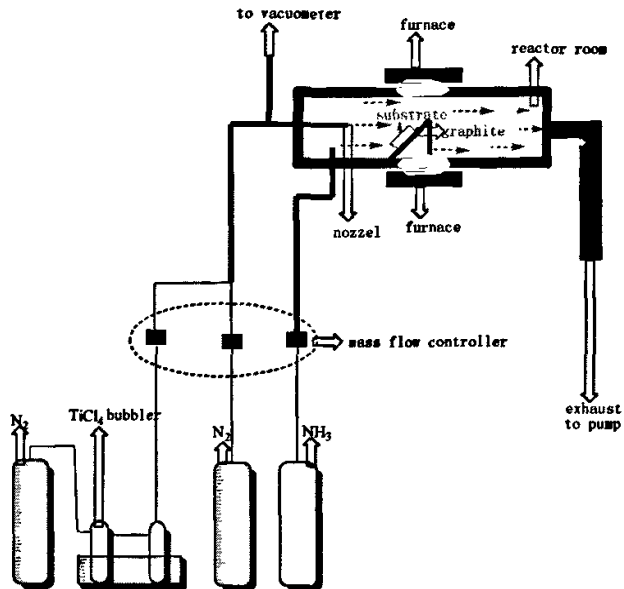 to vacuometer
furnace
reactor room
substrate
graphite
nozzel
furnace
mass flow controller
exhaust
to pump
N2
TiCl4 bubbler
N2
NH3